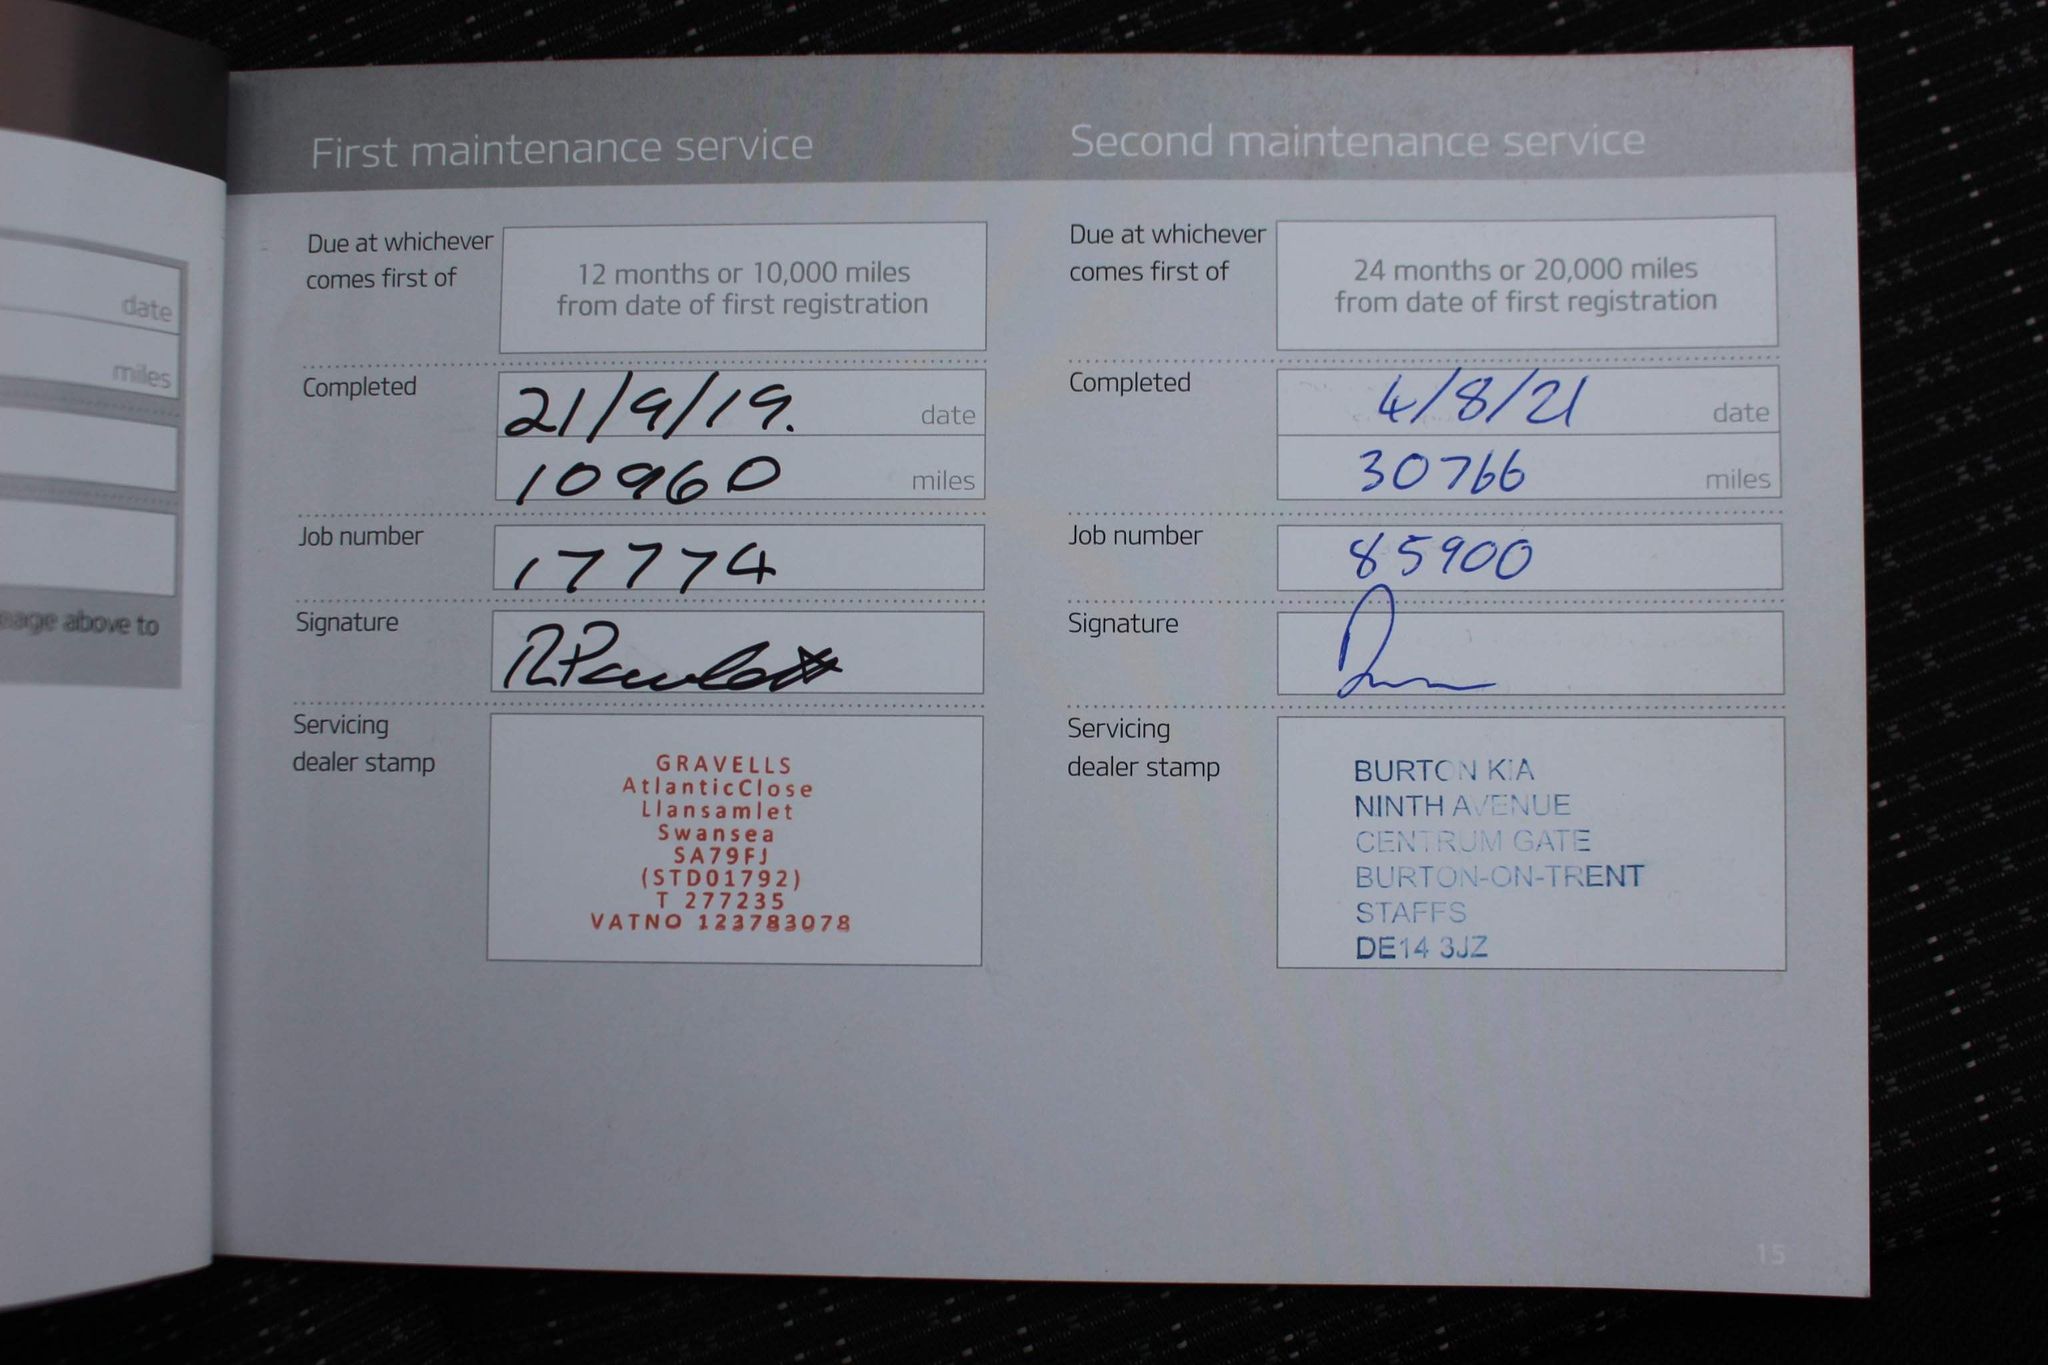 date
miles
page above to
First maintenance service
Due at whichever
comes first of
12 months or 10,000 miles
from date of first registration
Completed
21/9/19. date
10960 miles
Job number
17774
Signature
Servicing
dealer stamp
GRAVELLS
AtlanticClose
Llansamlet
Swansea
SA79FJ
(STD01792)
T 277235
VATNO 123783078
Second maintenance service
Due at whichever
comes first of
24 months or 20,000 miles
from date of first registration
Completed
4/8/21 date
30766 miles
Job number
85900
Signature
Servicing
dealer stamp
BURTON KIA
NINTH AVENUE
CENTRUM GATE
BURTON-ON-TRENT
STAFFS
DE14 3JZ
15